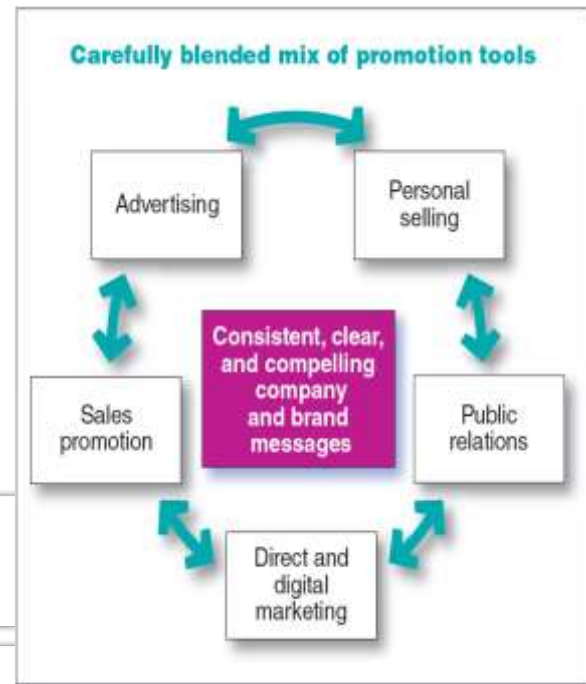 Carefully blended mix of promotion tools
Advertising
Personal
selling
Consistent, clear,
and compelling
company
and brand
messages
Sales
promotion
Public
relations
Direct and
digital
marketing